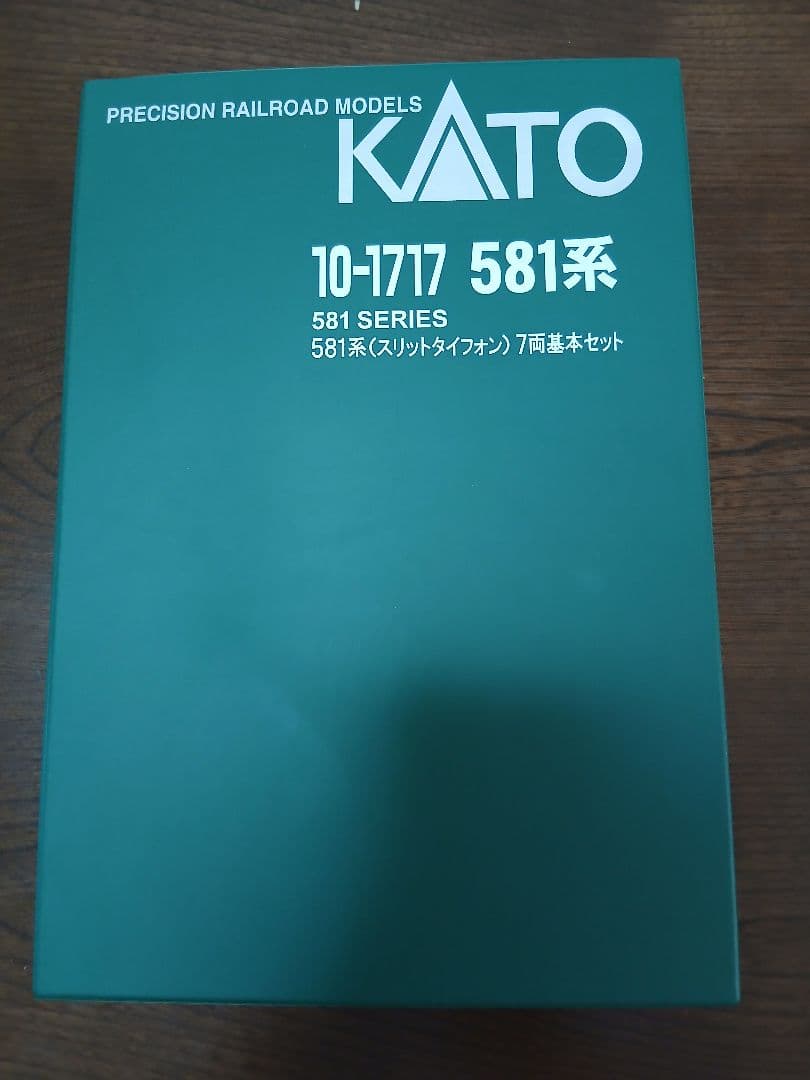 PRECISION RAILROAD MODELS
KATO
10-1717 581系
581 SERIES
581系(スリットタイフォン) 7両基本セット